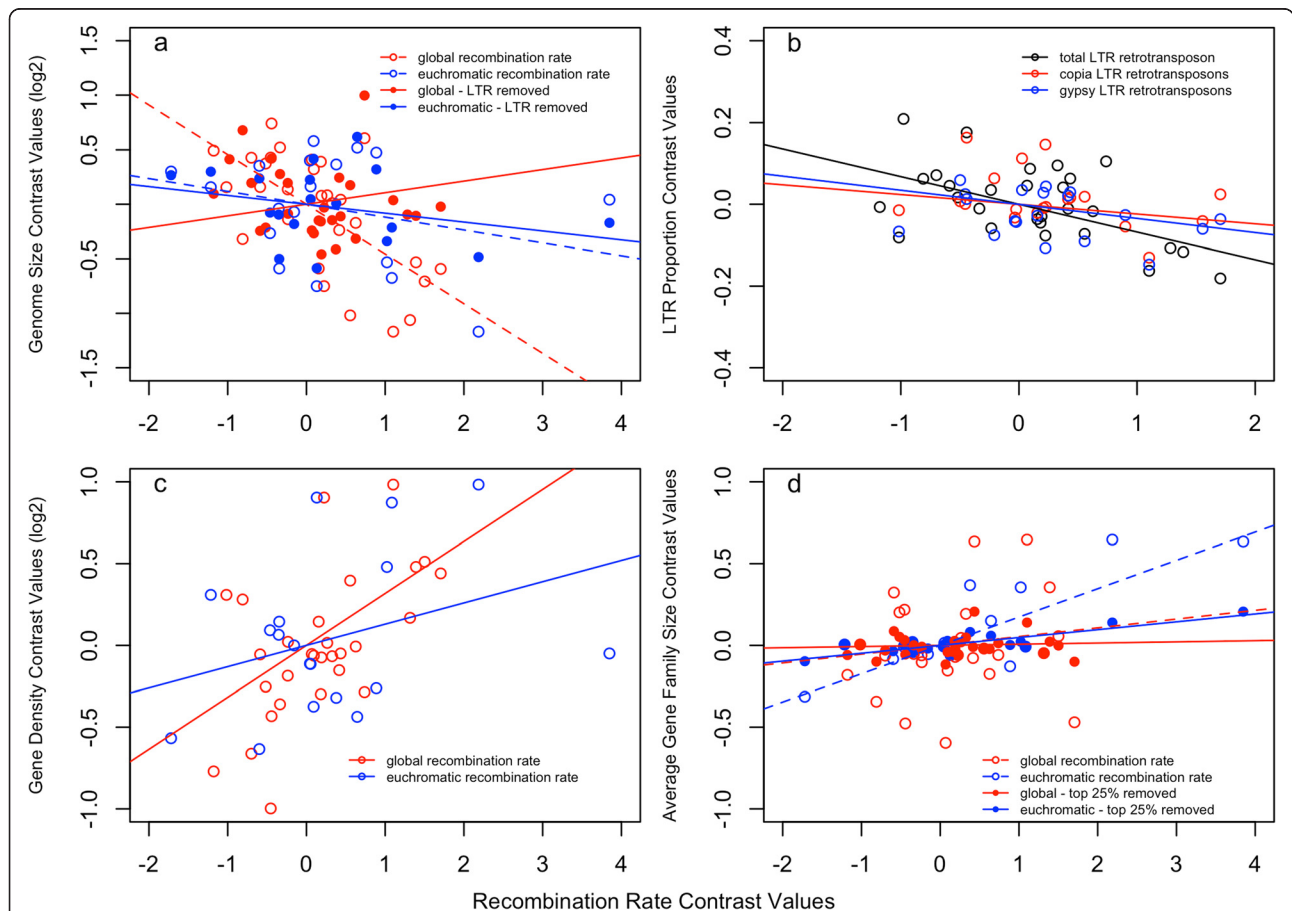 a
global recombination rate
euchromatic recombination rate
global - LTR removed
euchromatic - LTR removed
Genome Size Contrast Values (log2)
1.5
1.0
0.5
0.0
-0.5
-1.5
-2 -1 0 1 2 3 4
b
total LTR retrotransposon
copia LTR retrotransposons
gypsy LTR retrotransposons
LTR Proportion Contrast Values
0.4
0.2
0.0
-0.2
-0.4
-2 -1 0 1 2
c
global recombination rate
euchromatic recombination rate
Gene Density Contrast Values (log2)
1.0
0.5
0.0
-0.5
-1.0
-2 -1 0 1 2 3 4
d
global recombination rate
euchromatic recombination rate
global - top 25% removed
euchromatic - top 25% removed
Average Gene Family Size Contrast Values
1.0
0.5
0.0
-0.5
-1.0
-2 -1 0 1 2 3 4
Recombination Rate Contrast Values